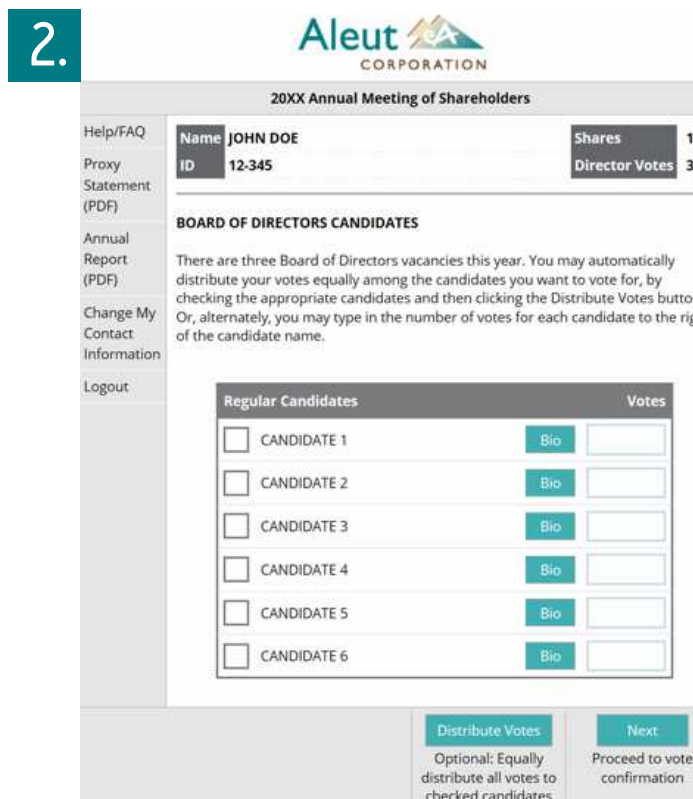 2.
Aleut
CORPORATION
20XX Annual Meeting of Shareholders
Help/FAQ
Proxy
Statement
(PDF)
Annual
Report
(PDF)
Change My
Contact
Information
Logout
Name JOHN DOE
Shares
ID 12-345
Director Votes 3
BOARD OF DIRECTORS CANDIDATES
There are three Board of Directors vacancies this year. You may automatically
distribute your votes equally among the candidates you want to vote for, by
checking the appropriate candidates and then clicking the Distribute Votes butto
Or, alternately, you may type in the number of votes for each candidate to the rig
of the candidate name.
Regular Candidates Votes
CANDIDATE 1 Bio
CANDIDATE 2 Bio
CANDIDATE 3 Bio
CANDIDATE 4 Bio
CANDIDATE 5 Bio
CANDIDATE 6 Bio
Distribute Votes
Optional: Equally
distribute all votes to
checked candidates
Next
Proceed to vote
confirmation